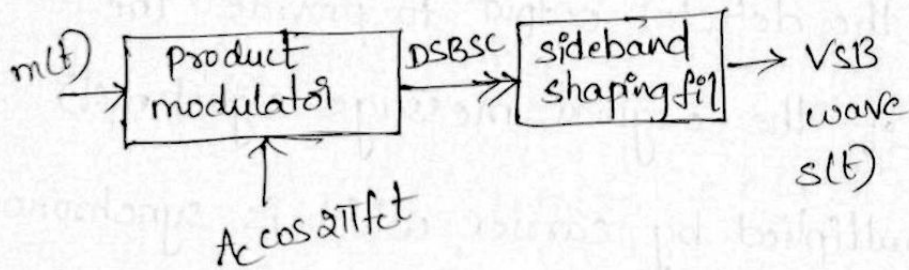 m(t)
product
modulator
DSBSC
sideband
shaping fil
VSB
wave
s(t)
Ac cos 2πfct